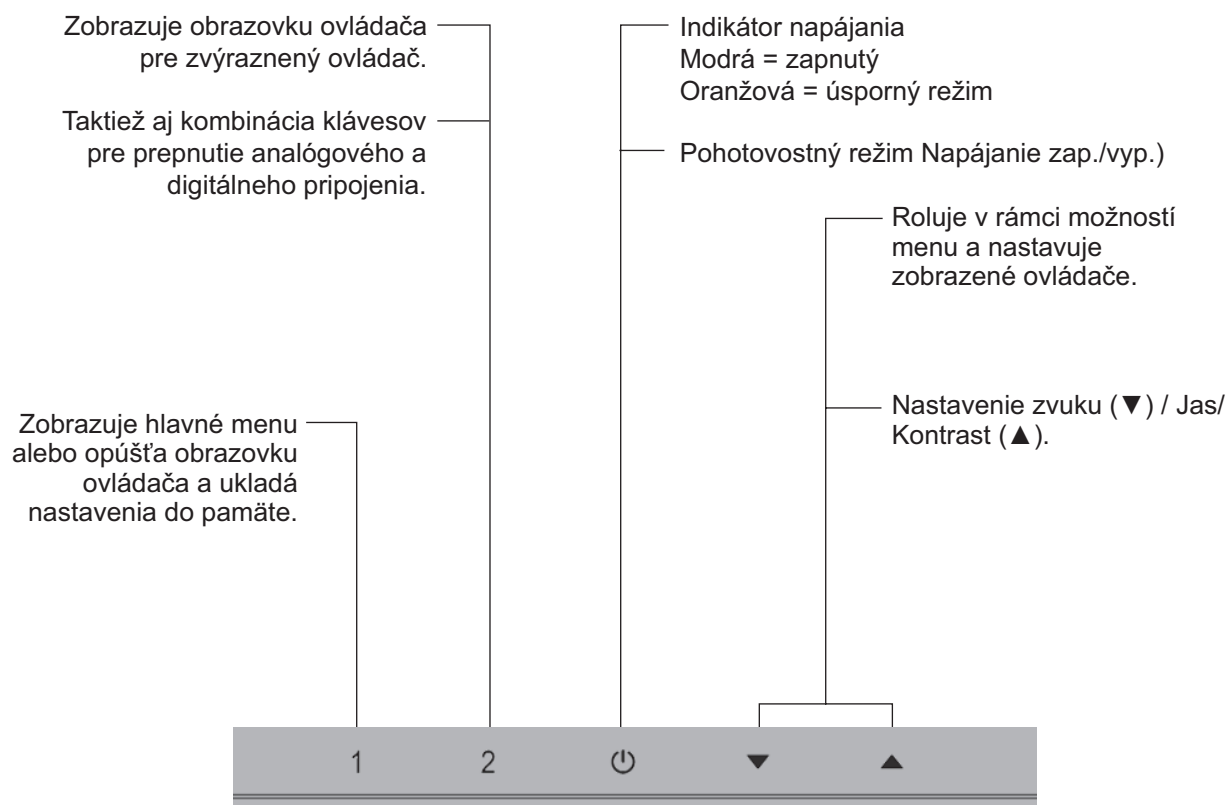 Zobrazuje obrazovku ovládača
pre zvýraznený ovládač.
Taktiež aj kombinácia klávesov
pre prepnutie analógového a
digitálneho pripojenia.
Indikátor napájania
Modrá = zapnutý
Oranžová = úsporný režim
Pohotovostný režim Napájanie zap./vyp.)
Roluje v rámci možností
menu a nastavuje
zobrazené ovládače.
Nastavenie zvuku (▼) / Jas/
Kontrast (▲).
Zobrazuje hlavné menu
alebo opúšťa obrazovku
ovládača a ukladá
nastavenia do pamäte.
1 2 ⏻ ▼ ▲